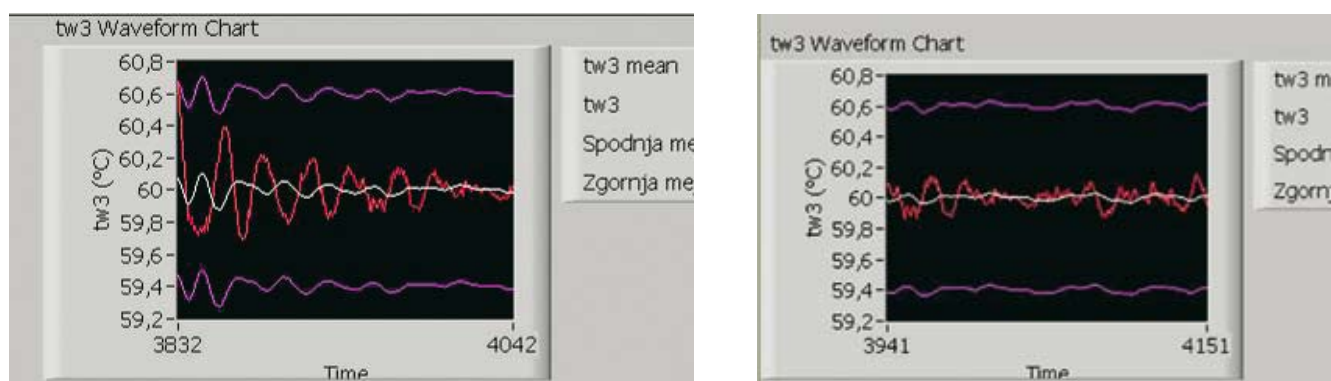 tw3 Waveform Chart
60,8
60,6
60,4
60,2
60
59,8
59,6
59,4
59,2
tw3 (°C)
3832
4042
Time
tw3 mean
tw3
Spodnja me
Zgornja me
tw3 Waveform Chart
60,8
60,6
60,4
60,2
60
59,8
59,6
59,4
59,2
tw3 (°C)
3941
4151
Time
tw3 m
tw3
Spodn
Zgorn